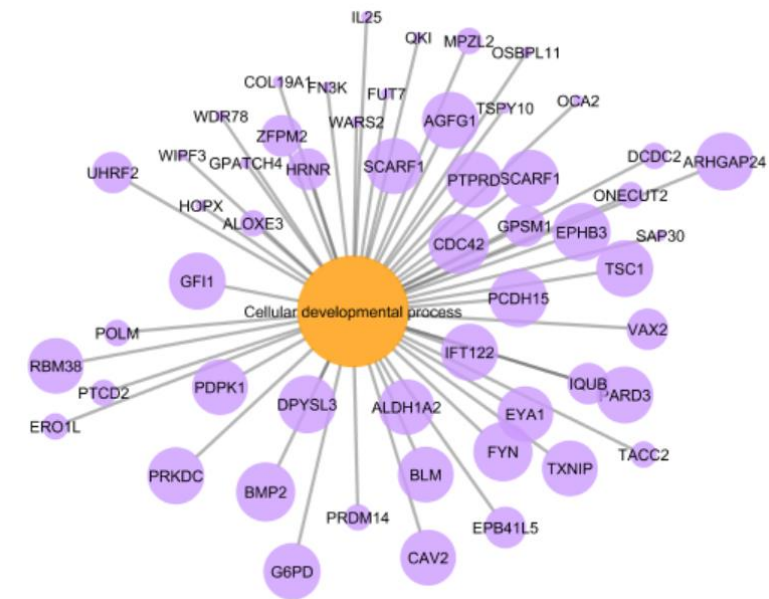 IL25
QKI
MPZL2
OSBPL11
COL19A1
FN3K
FUT7
TSPY10
OCA2
WDR78
WARS2
AGFG1
ZFPM2
WIPF3
GPATCH4
HRNR
SCARF1
DCDC2
ARHGAP24
UHRF2
PTPRD
SCARF1
ONECUT2
HOPX
ALOXE3
GPSM1
EPHB3
SAP30
CDC42
TSC1
GFI1
PCDH15
Cellular developmental process
POLM
VAX2
IFT122
RBM38
PTCD2
PDPK1
IQUB
PARD3
DPYSL3
ALDH1A2
EYA1
ERO1L
FYN
TACC2
PRKDC
BLM
TXNIP
BMP2
PRDM14
EPB41L5
G6PD
CAV2